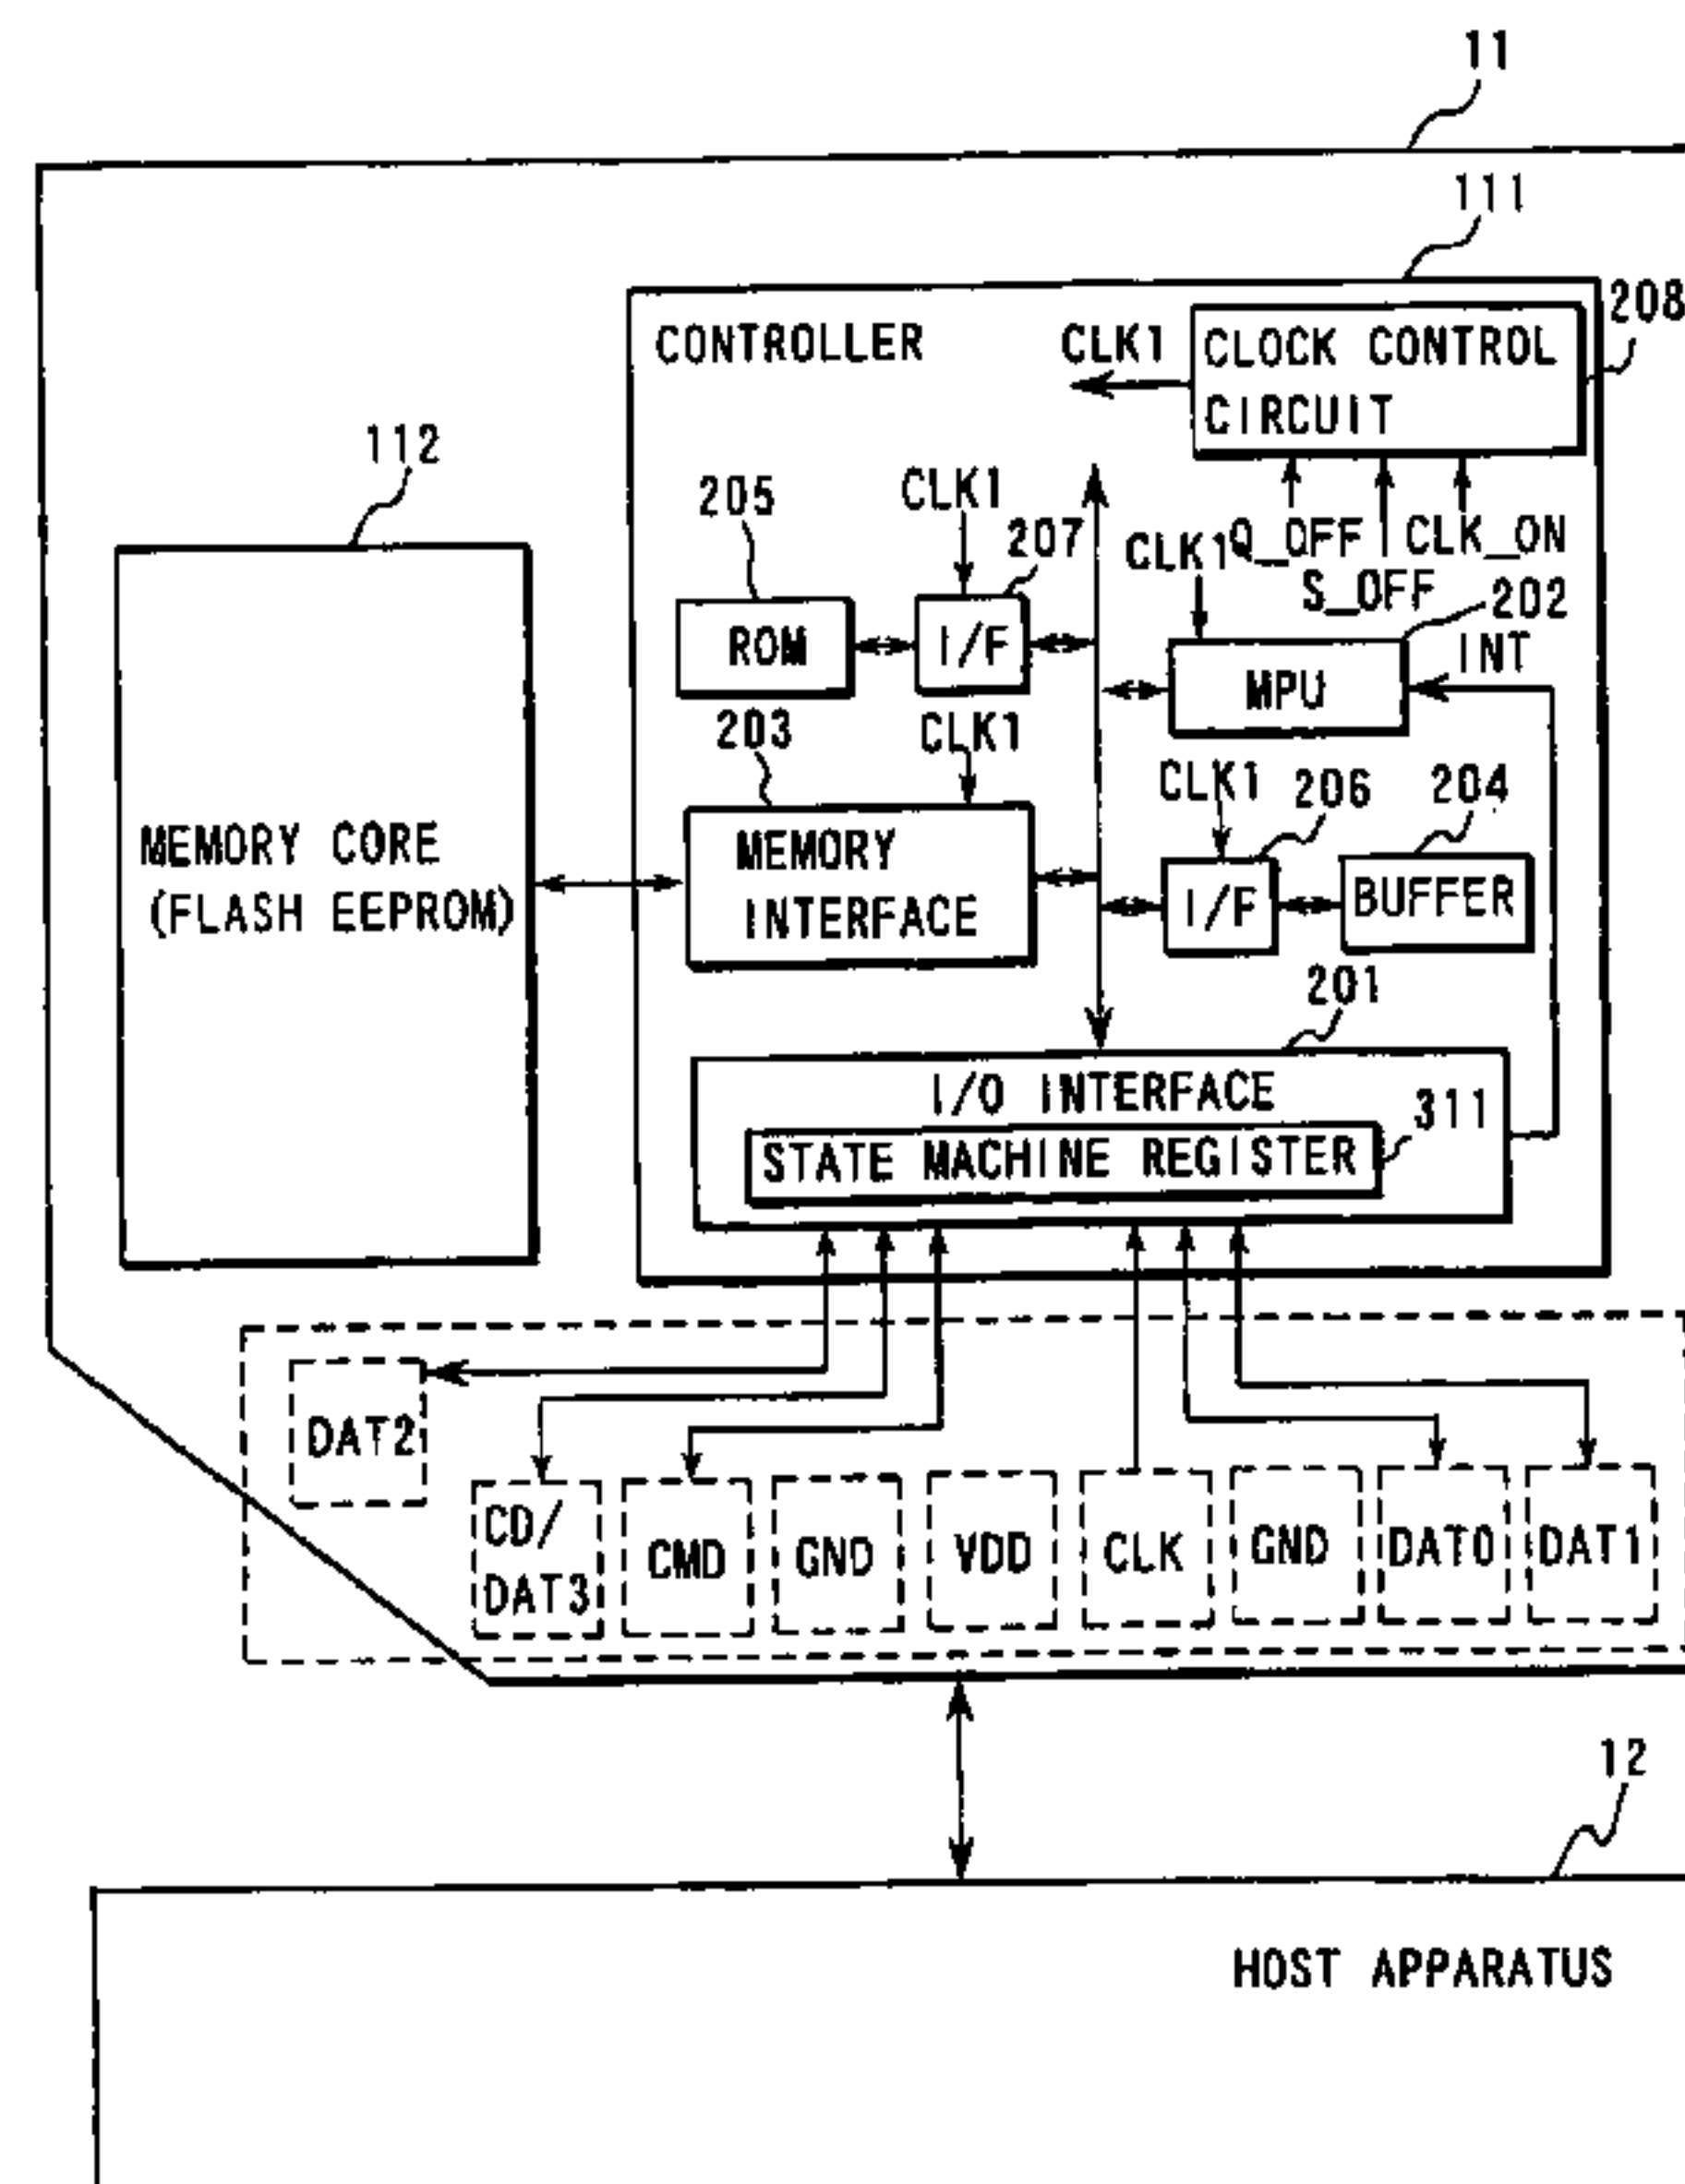 11
111
208
CONTROLLER
CLK1
CLOCK CONTROL
CIRCUIT
112
205
CLK1
207
CLK1
Q_OFF
CLK_ON
S_OFF
202
INT
ROM
I/F
MPU
203
CLK1
CLK1
206
204
MEMORY CORE
(FLASH EEPROM)
MEMORY
INTERFACE
I/F
BUFFER
201
I/O INTERFACE
311
STATE MACHINE REGISTER
DAT2
CD/
DAT3
CMD
GND
VDD
CLK
GND
DAT0
DAT1
12
HOST APPARATUS